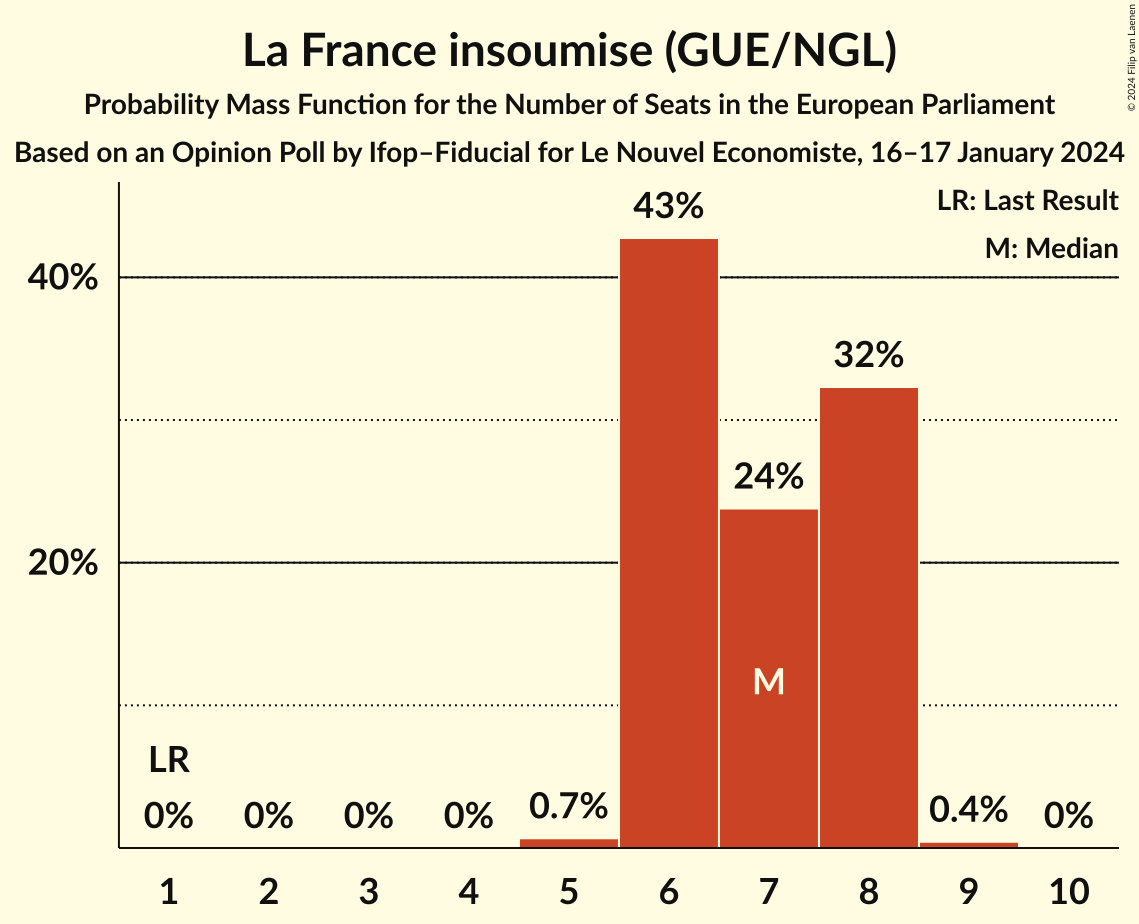 La France insoumise (GUE/NGL)
Probability Mass Function for the Number of Seats in the European Parliament
Based on an Opinion Poll by Ifop–Fiducial for Le Nouvel Economiste, 16–17 January 2024
© 2024 Filip van Laenen
LR: Last Result
M: Median
40%
20%
43%
32%
24%
M
LR
0%
0%
0%
0%
0.7%
0.4%
0%
1 2 3 4 5 6 7 8 9 10